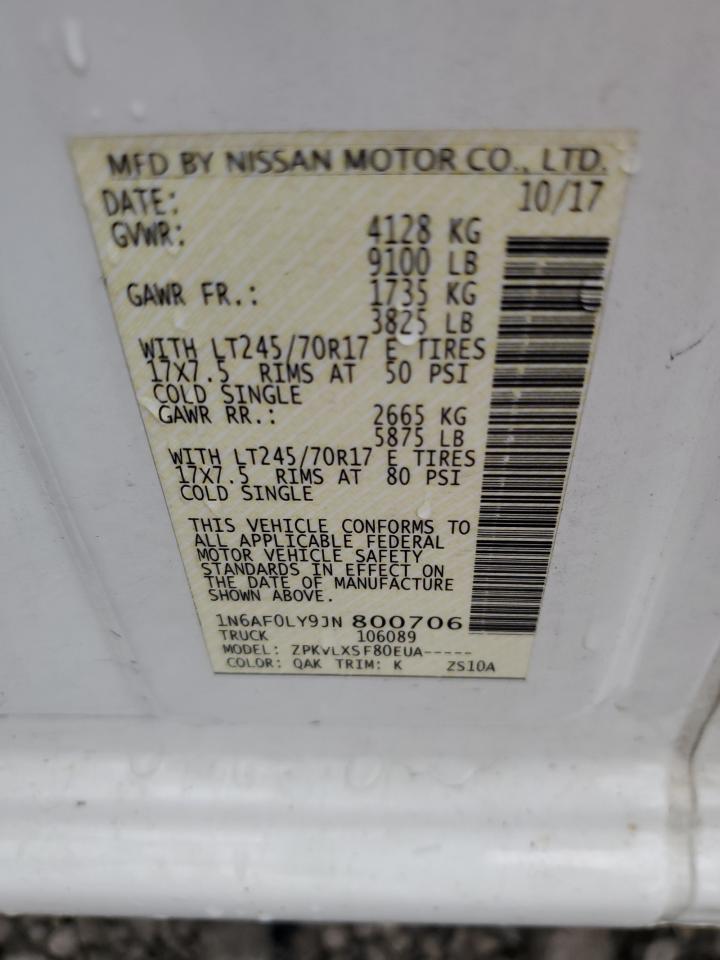 MFD BY NISSAN MOTOR CO., LTD.
DATE: 10/17
GVWR: 4128 KG
9100 LB
GAWR FR.: 1735 KG
3825 LB
WITH LT245/70R17 E TIRES
17X7.5 RIMS AT 50 PSI
COLD SINGLE
GAWR RR.: 2665 KG
5875 LB
WITH LT245/70R17 E TIRES
17X7.5 RIMS AT 80 PSI
COLD SINGLE
THIS VEHICLE CONFORMS TO
ALL APPLICABLE FEDERAL
MOTOR VEHICLE SAFETY
STANDARDS IN EFFECT ON
THE DATE OF MANUFACTURE
SHOWN ABOVE.
1N6AF0LY9JN 800706
TRUCK 106089
MODEL: ZPKVLXSF80EUA-----
COLOR: QAK TRIM: K ZS10A